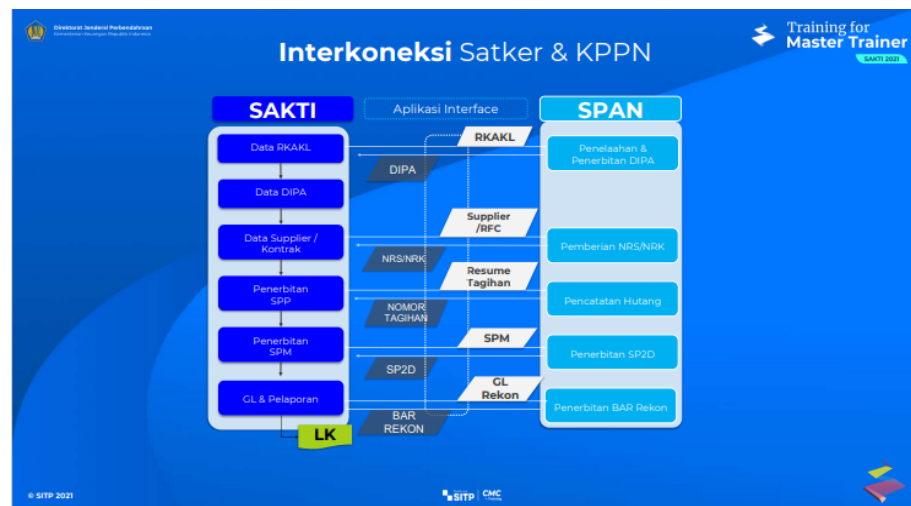 Direktorat Jenderal Perbendaharaan
Kementerian Keuangan Republik Indonesia
Training for
Master Trainer
SAKTI 2021
Interkoneksi Satker & KPPN
SAKTI
Aplikasi Interface
SPAN
RKAKL
Data RKAKL
Penelaahan &
Penerbitan DIPA
DIPA
Data DIPA
Supplier
/RFC
Data Supplier /
Kontrak
Pemberian NRS/NRK
NRS/NRK
Resume
Tagihan
Penerbitan
SPP
Pencatatan Hutang
NOMOR
TAGIHAN
SPM
Penerbitan
SPM
Penerbitan SP2D
SP2D
GL
Rekon
GL & Pelaporan
Penerbitan BAR Rekon
BAR
REKON
LK
© SITP 2021
SITP
CMC